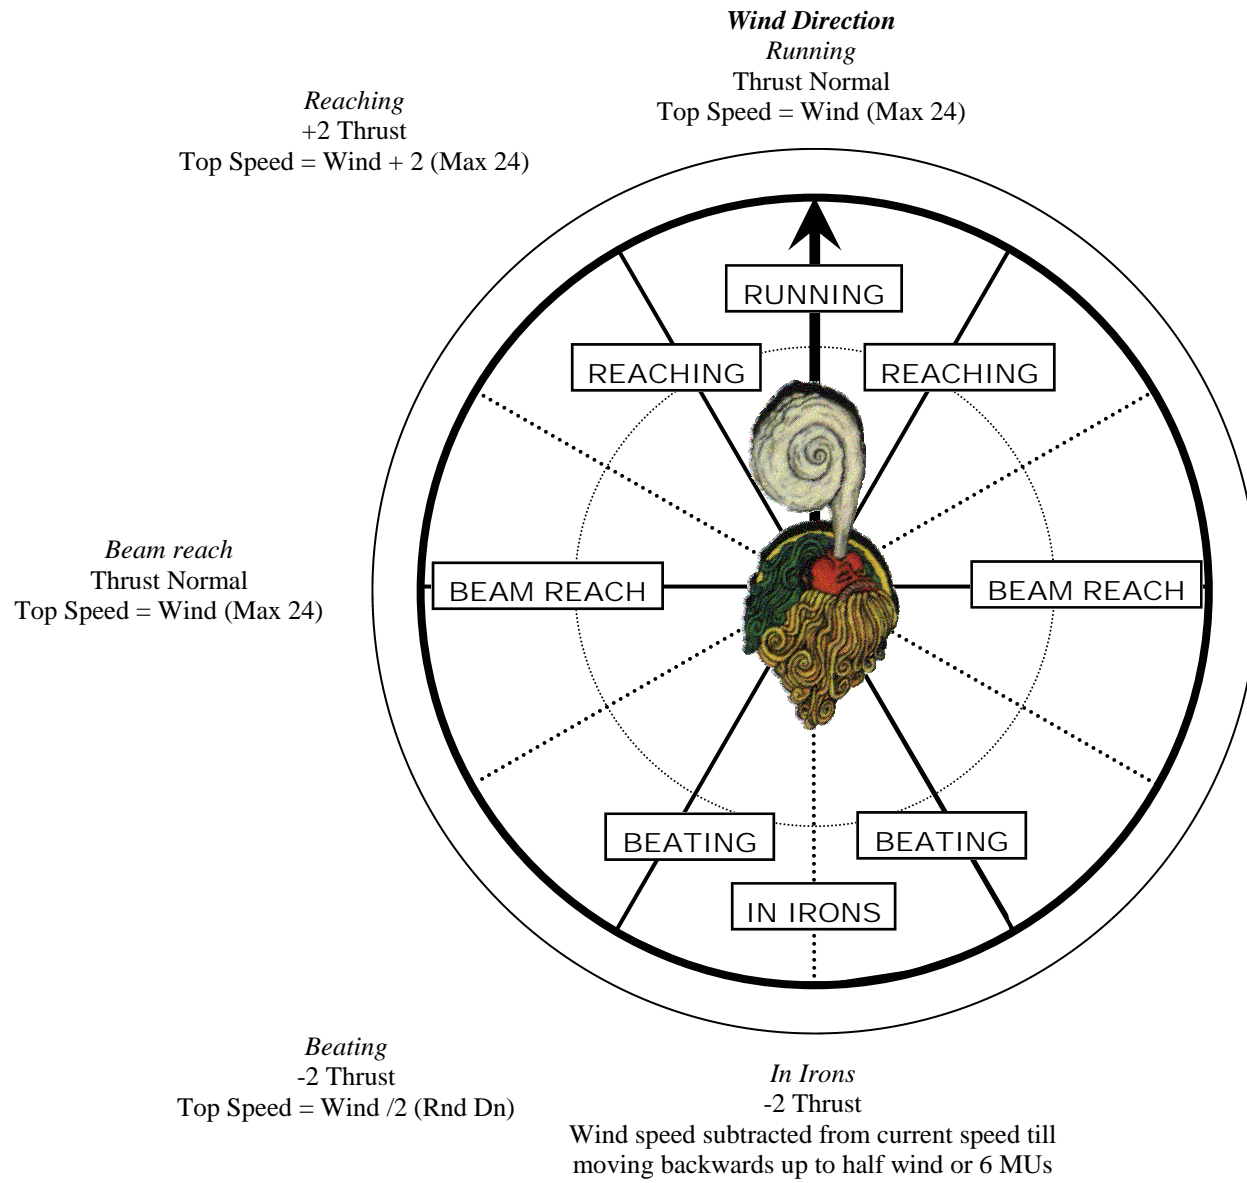 Wind Direction
Running
Thrust Normal
Top Speed = Wind (Max 24)
Reaching
+2 Thrust
Top Speed = Wind + 2 (Max 24)
RUNNING
REACHING
REACHING
Beam reach
Thrust Normal
Top Speed = Wind (Max 24)
BEAM REACH
BEAM REACH
BEATING
BEATING
IN IRONS
Beating
-2 Thrust
Top Speed = Wind /2 (Rnd Dn)
In Irons
-2 Thrust
Wind speed subtracted from current speed till
moving backwards up to half wind or 6 MUs